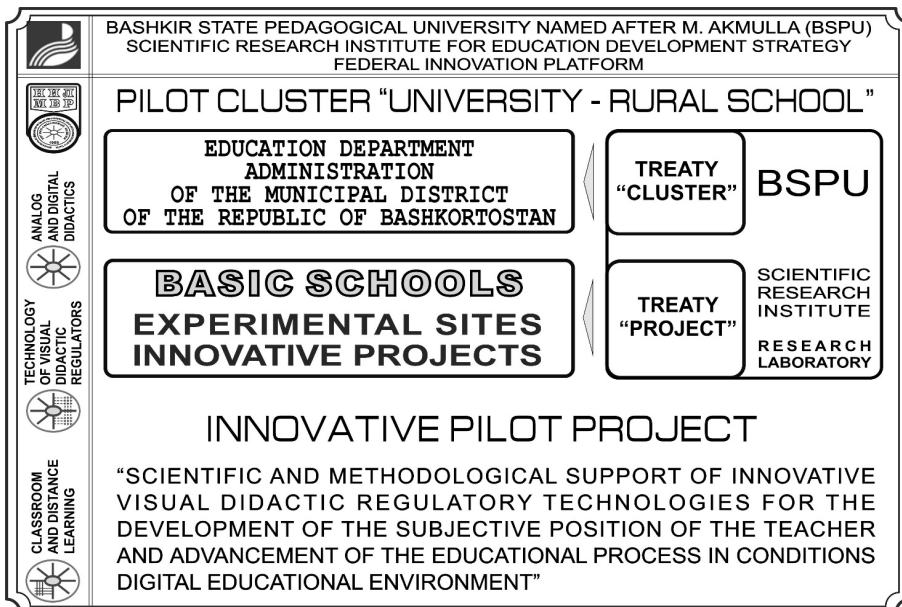 BASHKIR STATE PEDAGOGICAL UNIVERSITY NAMED AFTER M. AKMULLA (BSPU)
SCIENTIFIC RESEARCH INSTITUTE FOR EDUCATION DEVELOPMENT STRATEGY
FEDERAL INNOVATION PLATFORM
PILOT CLUSTER “UNIVERSITY - RURAL SCHOOL”
EDUCATION DEPARTMENT
ADMINISTRATION
OF THE MUNICIPAL DISTRICT
OF THE REPUBLIC OF BASHKORTOSTAN
TREATY
“CLUSTER”
BSPU
BASIC SCHOOLS
EXPERIMENTAL SITES
INNOVATIVE PROJECTS
TREATY
“PROJECT”
SCIENTIFIC
RESEARCH
INSTITUTE
RESEARCH
LABORATORY
INNOVATIVE PILOT PROJECT
“SCIENTIFIC AND METHODOLOGICAL SUPPORT OF INNOVATIVE
VISUAL DIDACTIC REGULATORY TECHNOLOGIES FOR THE
DEVELOPMENT OF THE SUBJECTIVE POSITION OF THE TEACHER
AND ADVANCEMENT OF THE EDUCATIONAL PROCESS IN CONDITIONS
DIGITAL EDUCATIONAL ENVIRONMENT”
ANALOG
AND DIGITAL
DIDACTICS
TECHNOLOGY
OF VISUAL
DIDACTIC
REGULATORS
CLASSROOM
AND DISTANCE
LEARNING